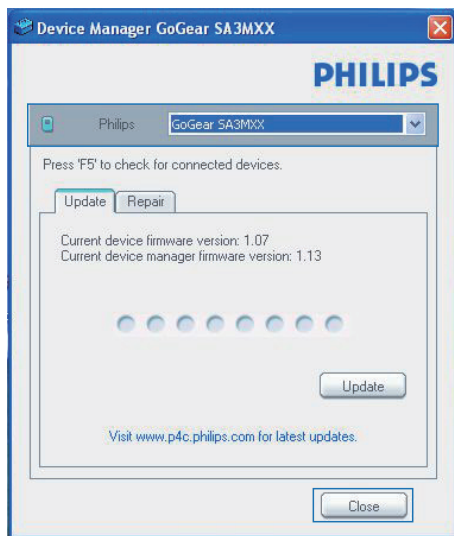 Device Manager GoGear SA3MXX
PHILIPS
Philips GoGear SA3MXX
Press 'F5' to check for connected devices.
Update Repair
Current device firmware version: 1.07
Current device manager firmware version: 1.13
Update
Visit www.p4c.philips.com for latest updates.
Close